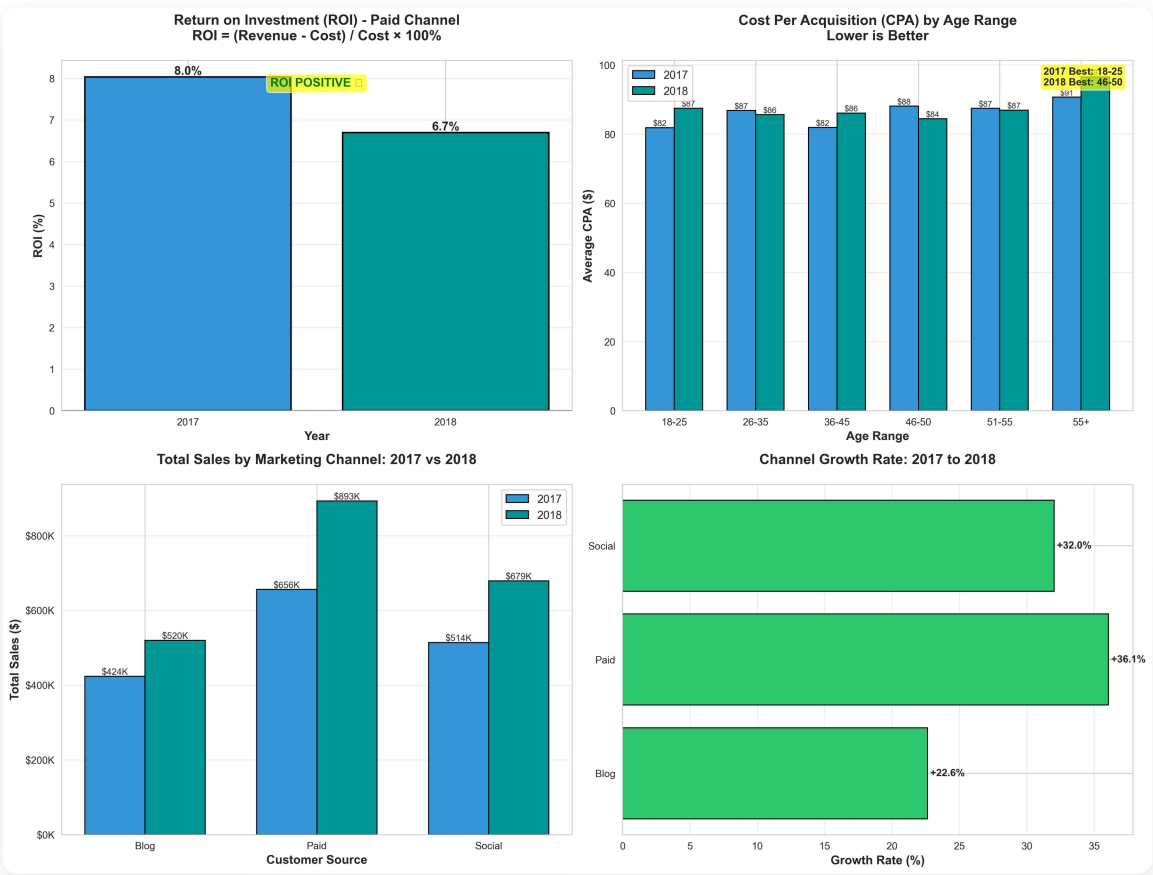 Return on Investment (ROI) - Paid Channel
ROI = (Revenue - Cost) / Cost × 100%
8.0%
ROI POSITIVE
6.7%
8
7
6
5
4
3
2
1
0
ROI (%)
2017
2018
Year
Cost Per Acquisition (CPA) by Age Range
Lower is Better
2017
2018
2017 Best: 18-25
2018 Best: 46-50
100
80
60
40
20
0
Average CPA ($)
$82
$87
$87
$86
$82
$86
$88
$84
$87
$87
$91
18-25
26-35
36-45
46-50
51-55
55+
Age Range
Total Sales by Marketing Channel: 2017 vs 2018
2017
2018
$800K
$600K
$400K
$200K
$0K
Total Sales ($)
$424K
$520K
$656K
$893K
$514K
$679K
Blog
Paid
Social
Customer Source
Channel Growth Rate: 2017 to 2018
Social
+32.0%
Paid
+36.1%
Blog
+22.6%
0
5
10
15
20
25
30
35
Growth Rate (%)